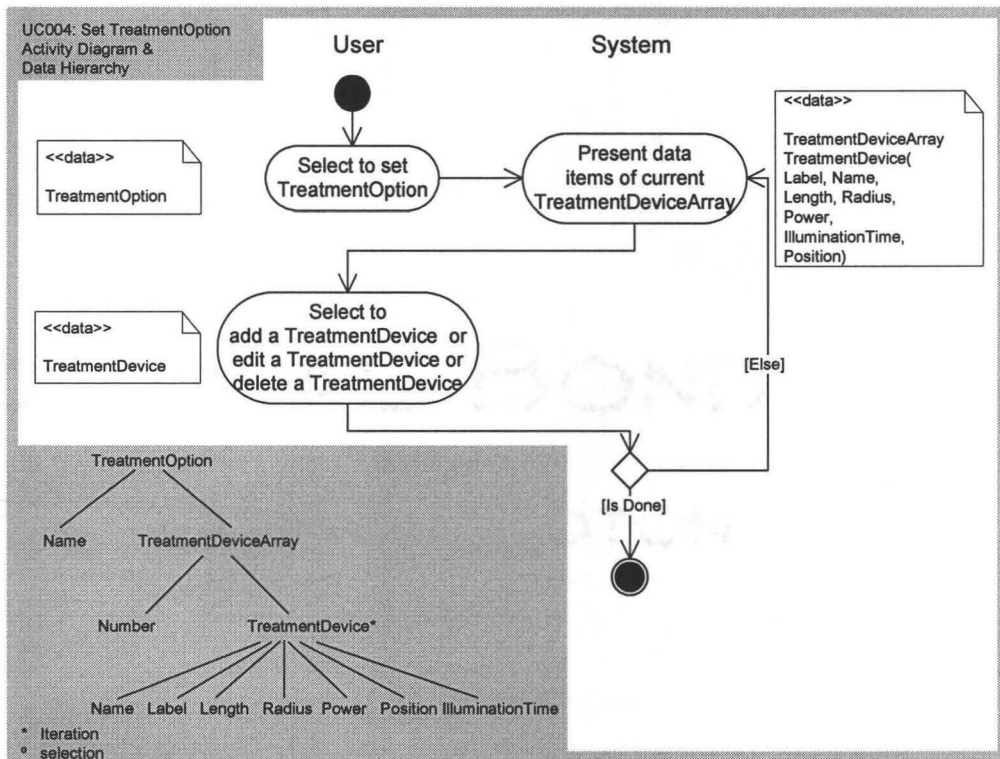 UC004: Set TreatmentOption
Activity Diagram &
Data Hierarchy
User
System
<<data>>
TreatmentOption
Select to set
TreatmentOption
Present data
items of current
TreatmentDeviceArray
<<data>>
TreatmentDeviceArray
TreatmentDevice(
Label, Name,
Length, Radius,
Power,
IlluminationTime,
Position)
<<data>>
TreatmentDevice
Select to
add a TreatmentDevice or
edit a TreatmentDevice or
delete a TreatmentDevice
[Else]
[Is Done]
TreatmentOption
Name
TreatmentDeviceArray
Number
TreatmentDevice*
Name
Label
Length
Radius
Power
Position
IlluminationTime
* Iteration
º selection